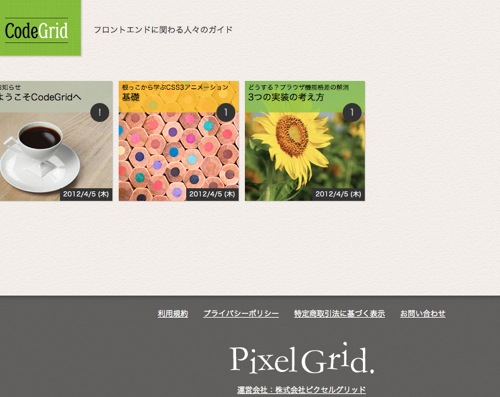 CodeGrid
フロントエンドに関わる人々のガイド
お知らせ
ようこそCodeGridへ
!
2012/4/5 (木)
根っこから学ぶCSS3アニメーション
基礎
1
2012/4/5 (木)
どうする？ブラウザ機能格差の解消
3つの実装の考え方
1
2012/4/5 (木)
利用規約 プライバシーポリシー 特定商取引法に基づく表示 お問い合わせ
PixelGrid.
運営会社：株式会社ピクセルグリッド